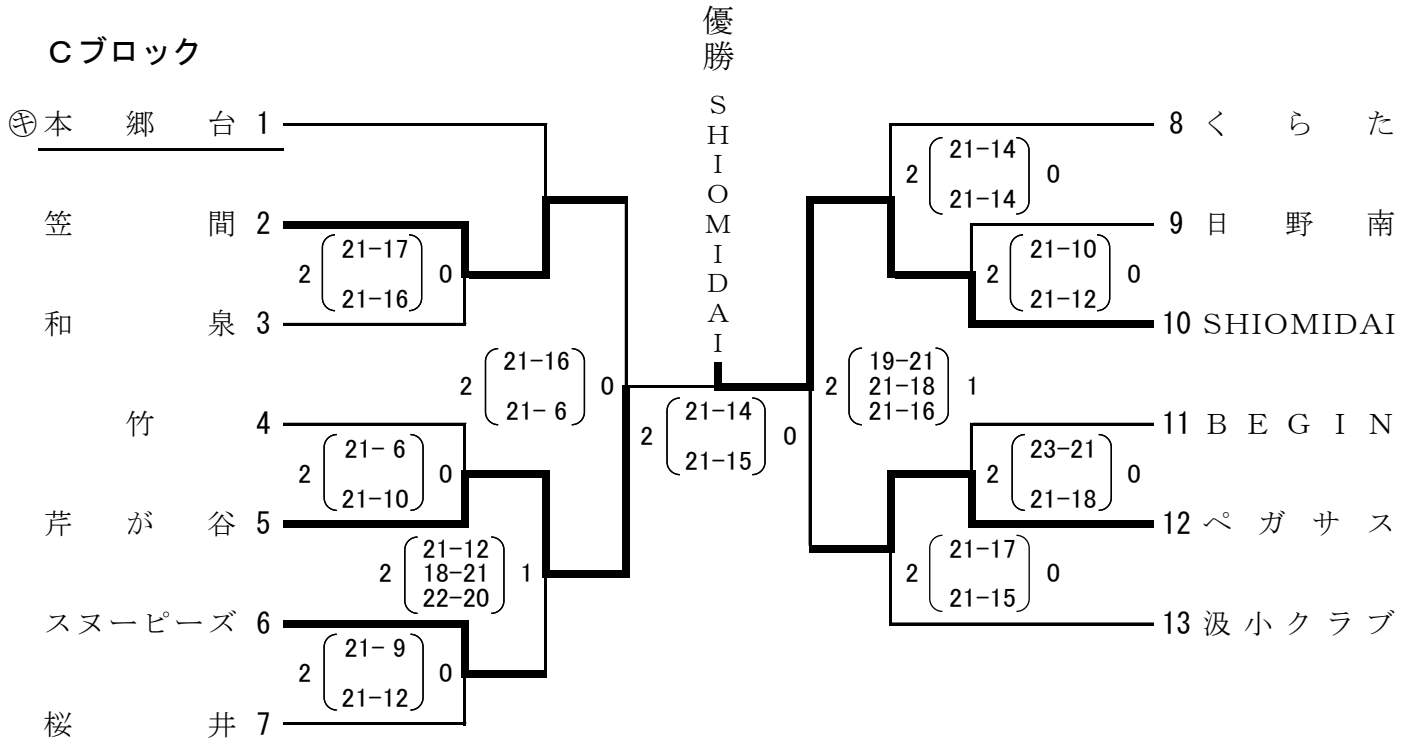 Cブロック
優勝 SHIOMIDAI
㋖本郷台 1
笠間 2
2 21-17 0
21-16
和泉 3
2 21-16 0
21- 6
竹 4
2 21- 6 0
21-10
芹が谷 5
2 21-12 1
18-21
22-20
スヌーピーズ 6
2 21- 9 0
21-12
桜井 7
2 21-14 0
21-15
8 くらた
2 21-14 0
21-14
9 日野南
2 21-10 0
21-12
10 SHIOMIDAI
2 19-21 1
21-18
21-16
11 BEGIN
2 23-21 0
21-18
12 ペガサス
2 21-17 0
21-15
13 汲小クラブ